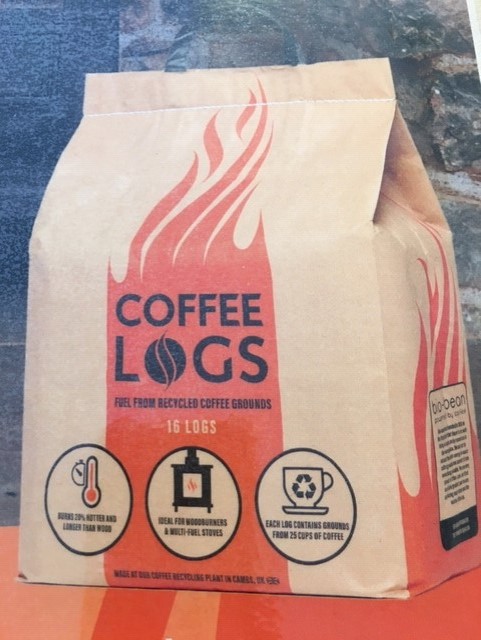 COFFEE
LOGS
FUEL FROM RECYCLED COFFEE GROUNDS
16 LOGS
BURNS 20% HOTTER AND
LONGER THAN WOOD
IDEAL FOR WOODBURNERS
& MULTI-FUEL STOVES
EACH LOG CONTAINS GROUNDS
FROM 25 CUPS OF COFFEE
MADE AT OUR COFFEE RECYCLING PLANT IN CAMBS, UK
bio-bean